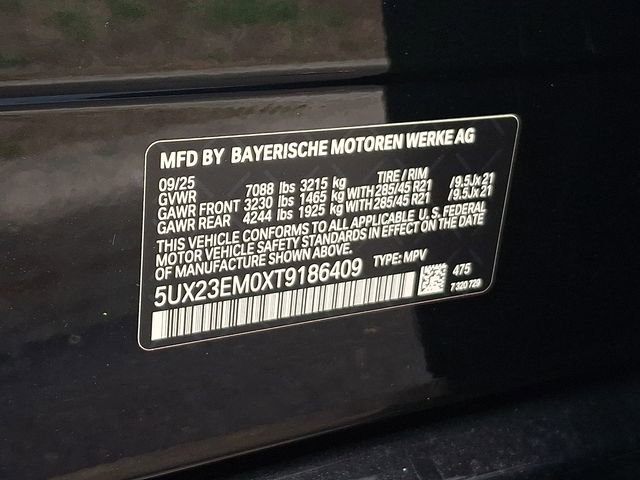 MFD BY BAYERISCHE MOTOREN WERKE AG
09/25 TIRE / RIM
GVWR 7088 lbs 3215 kg
GAWR FRONT 3230 lbs 1465 kg WITH 285/45 R21 /9.5Jx21
GAWR REAR 4244 lbs 1925 kg WITH 285/45 R21 /9.5Jx21
THIS VEHICLE CONFORMS TO ALL APPLICABLE U.S. FEDERAL
MOTOR VEHICLE SAFETY STANDARDS IN EFFECT ON THE DATE
OF MANUFACTURE SHOWN ABOVE.
5UX23EM0XT9186409 TYPE: MPV
475
7 320 729